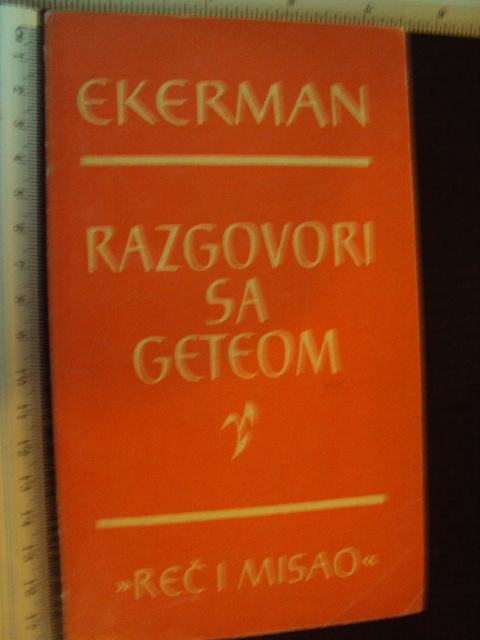 EKERMAN
RAZGOVORI
SA
GETEOM
»REČ I MISAO«